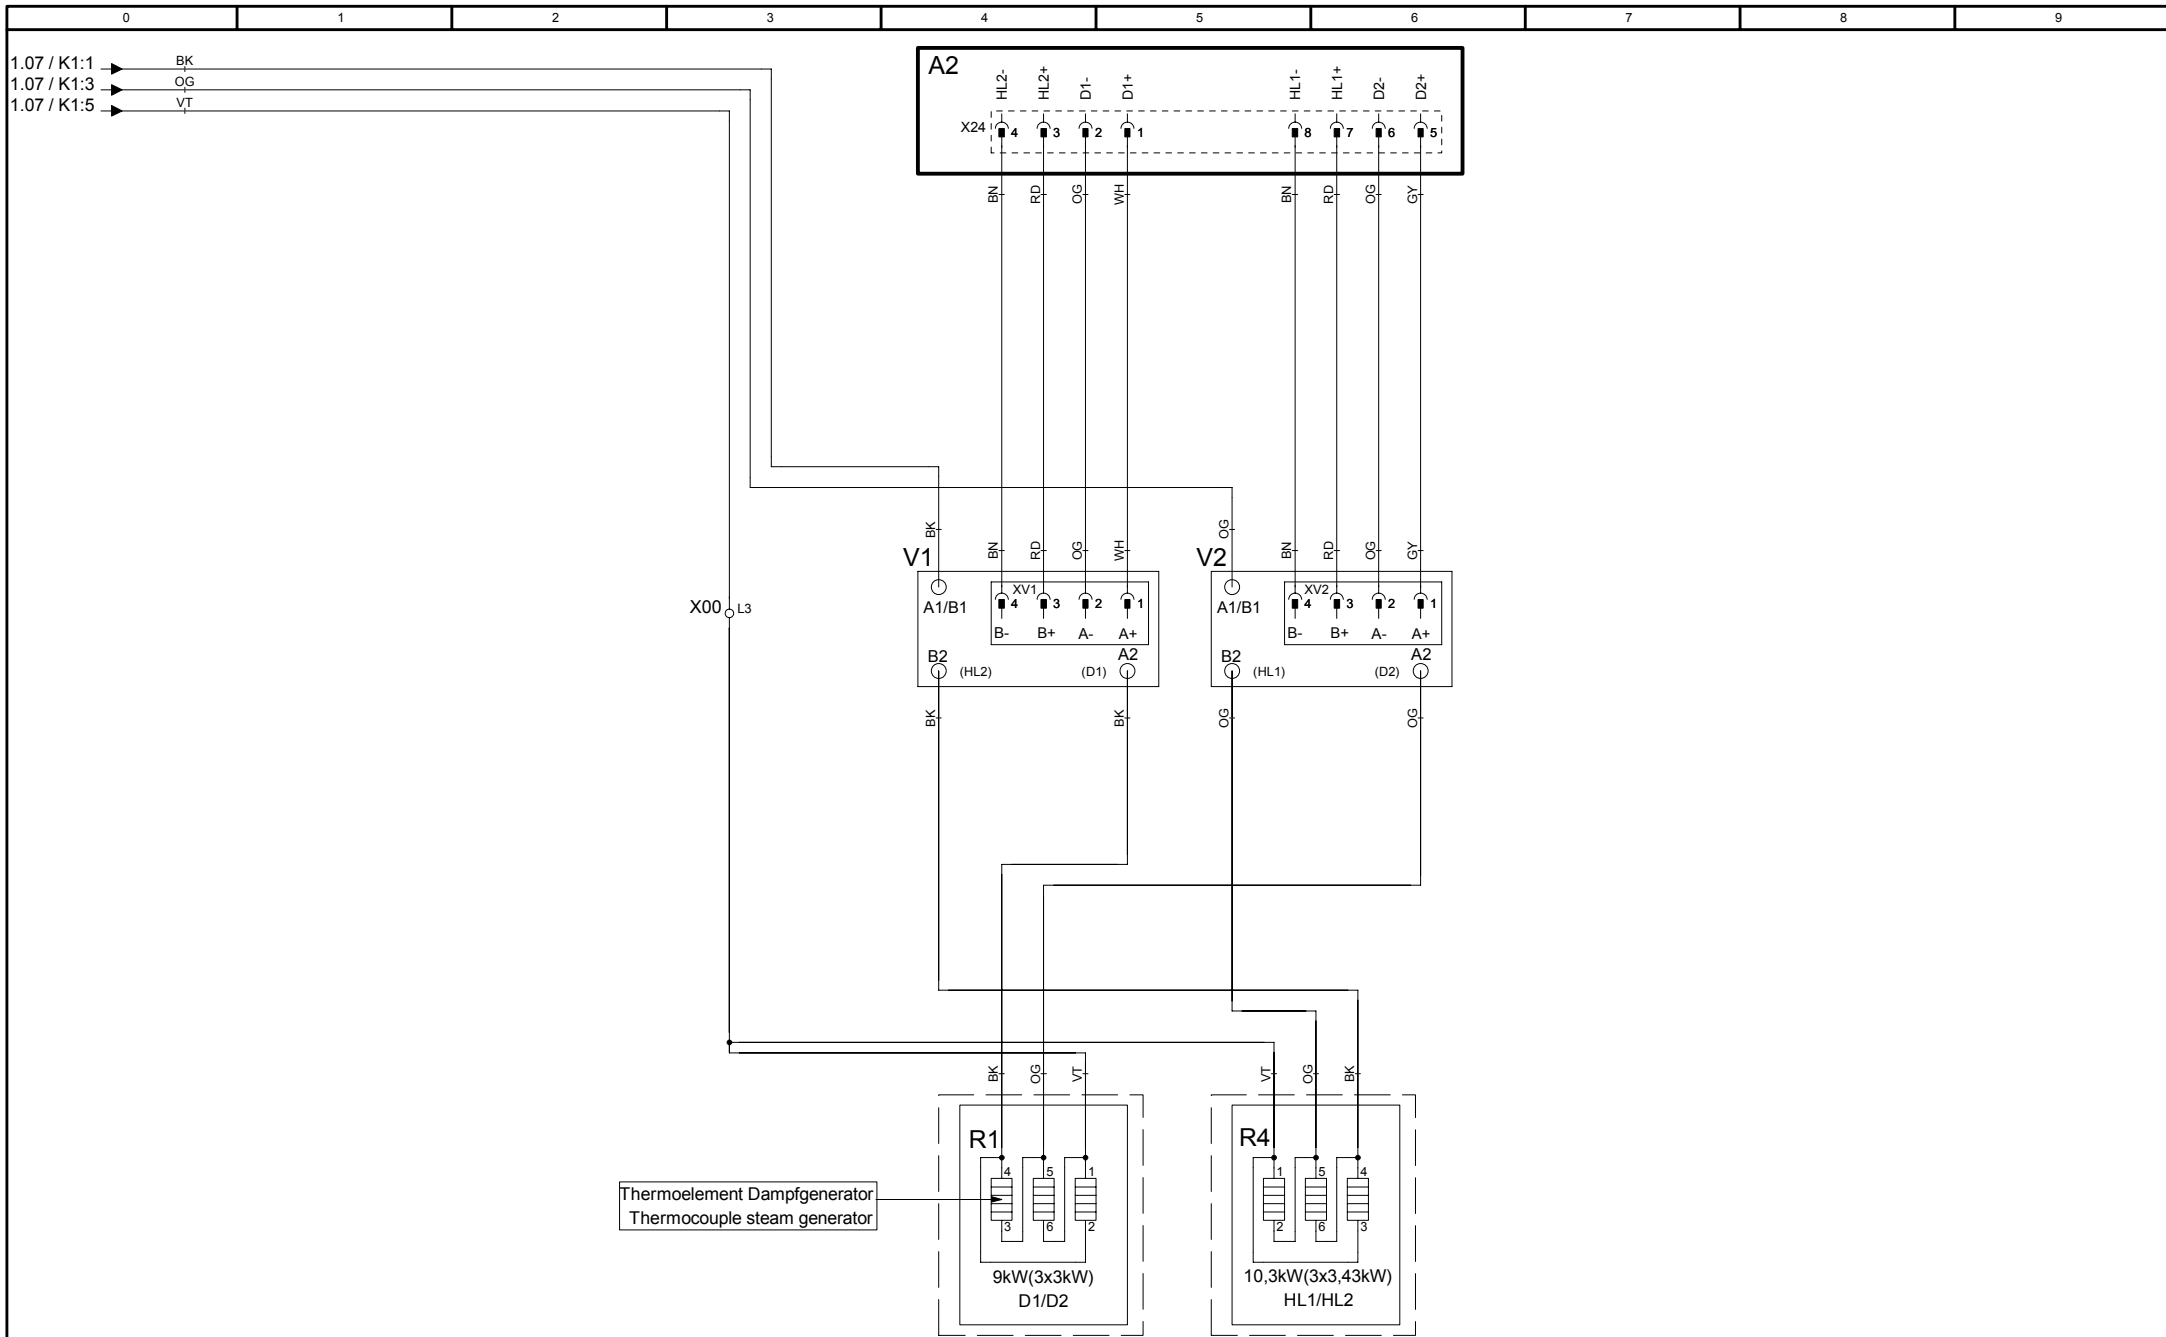 0 1 2 3 4 5 6 7 8 9
1.07 / K1:1 BK
1.07 / K1:3 OG
1.07 / K1:5 VT
A2
HL2- HL2+ D1- D1+ HL1- HL1+ D2- D2+
X24 4 3 2 1 8 7 6 5
BN RD OG WH BN RD OG GY
BK BN RD OG WH OG BN RD OG GY
V1 V2
XV1 XV2
4 3 2 1 4 3 2 1
X00 L3 A1/B1 A1/B1
B- B+ A- A+ B- B+ A- A+
B2 A2 B2 A2
(HL2) (D1) (HL1) (D2)
BK BK OG OG
BK OG VT VT OG BK
R1 R4
4 5 1 1 5 4
Thermoelement Dampfgenerator
Thermocouple steam generator
3 6 2 2 6 3
9kW(3x3kW) 10,3kW(3x3,43kW)
D1/D2 HL1/HL2